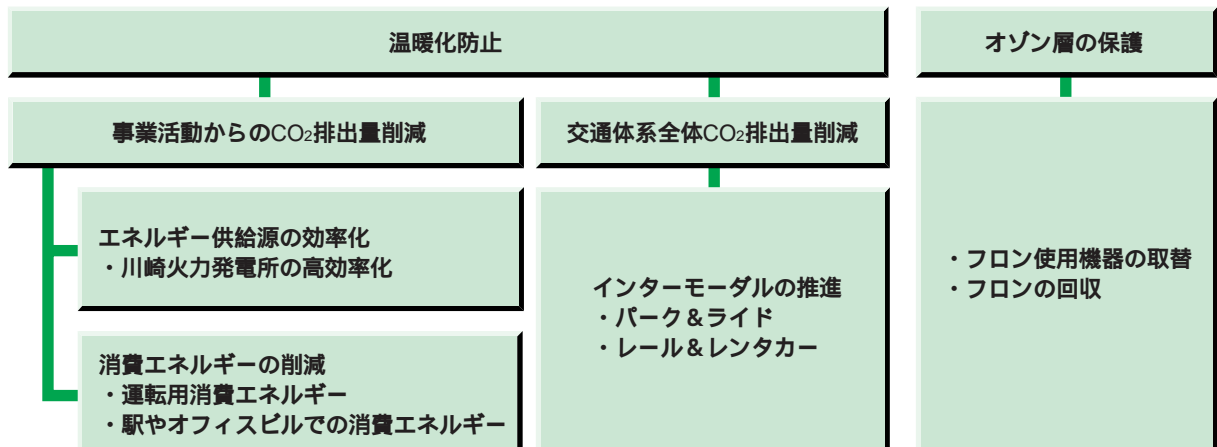 温暖化防止
オゾン層の保護
事業活動からのCO₂排出量削減
交通体系全体CO₂排出量削減
エネルギー供給源の効率化
・川崎火力発電所の高効率化
消費エネルギーの削減
・運転用消費エネルギー
・駅やオフィスビルでの消費エネルギー
インターモーダルの推進
・パーク＆ライド
・レール＆レンタカー
・フロン使用機器の取替
・フロンの回収